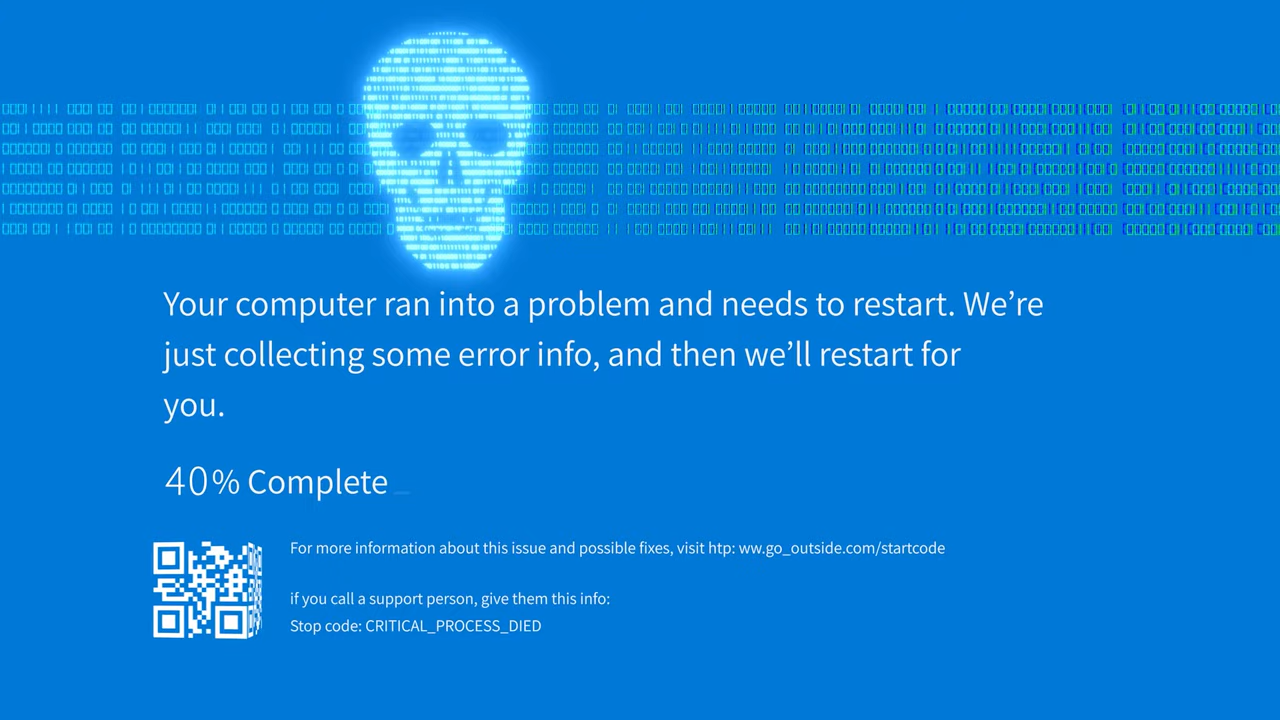 Your computer ran into a problem and needs to restart. We’re
just collecting some error info, and then we’ll restart for
you.
40% Complete _
For more information about this issue and possible fixes, visit htp: ww.go_outside.com/startcode
if you call a support person, give them this info:
Stop code: CRITICAL_PROCESS_DIED